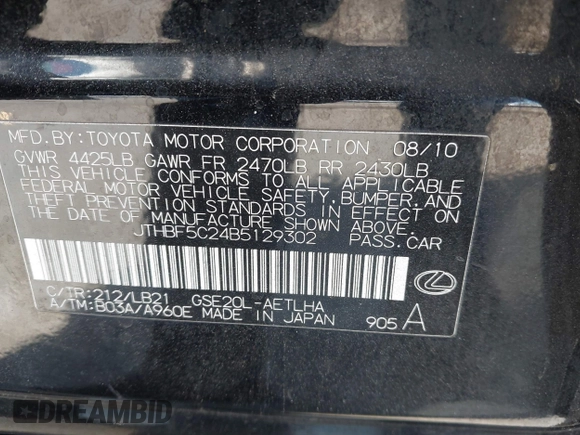 MFD.BY:TOYOTA MOTOR CORPORATION 08/10
GVWR 4425LB GAWR FR 2470LB RR 2430LB
THIS VEHICLE CONFORMS TO ALL APPLICABLE
FEDERAL MOTOR VEHICLE SAFETY, BUMPER, AND
THEFT PREVENTION STANDARDS IN EFFECT ON
THE DATE OF MANUFACTURE SHOWN ABOVE.
JTHBF5C24B5129302 PASS.CAR
C/TR:212/LB21 GSE20L-AETLHA
A/TM:B03A/A960E MADE IN JAPAN 905 A
DREAMBID